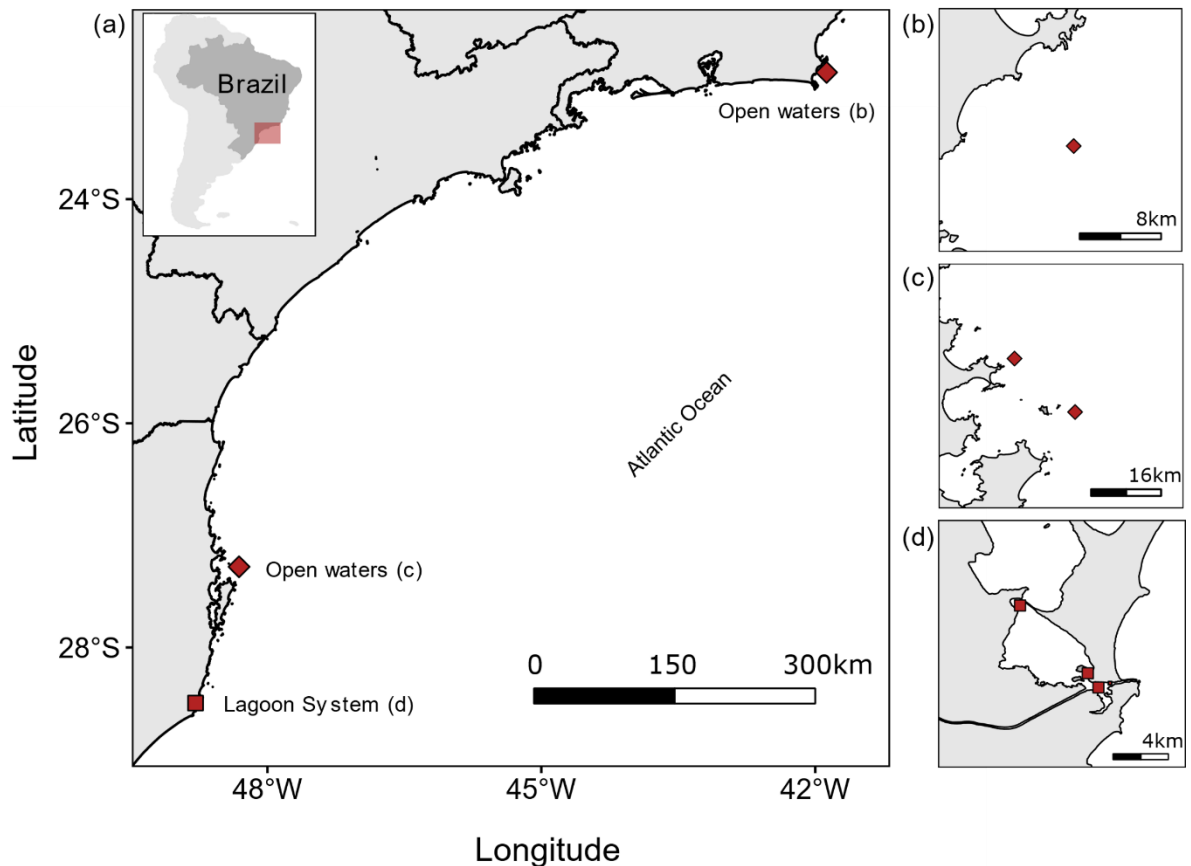 (a)
Brazil
Open waters (b)
24°S
26°S
28°S
Latitude
Atlantic Ocean
Open waters (c)
Lagoon System (d)
0 150 300km
48°W 45°W 42°W
Longitude
(b)
8km
(c)
16km
(d)
4km